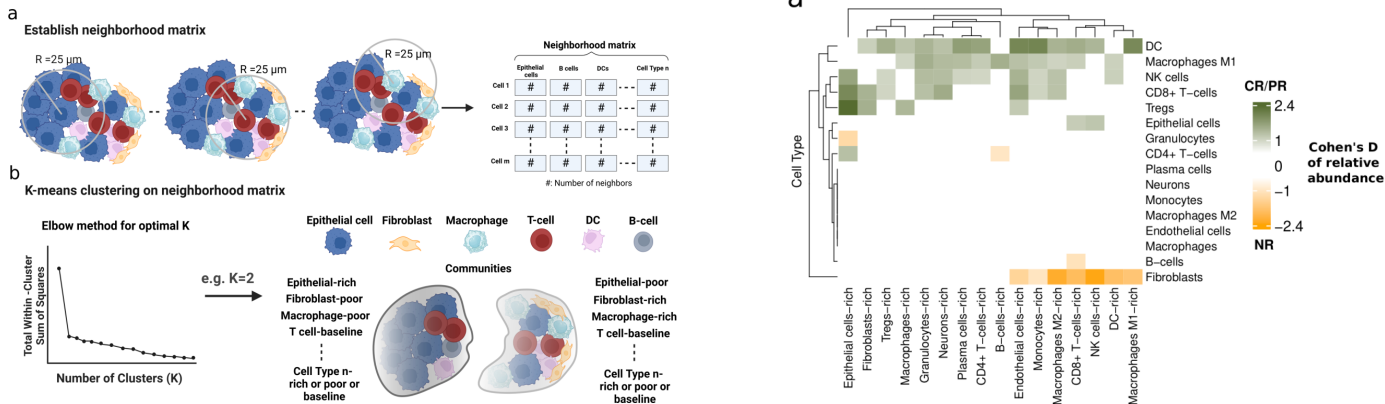 a
Establish neighborhood matrix
R =25 µm
R =25 µm
R =25 µm
Neighborhood matrix
Epithelial cells
B cells
DCs
Cell Type n
Cell 1
# # # #
Cell 2
# # # #
Cell 3
# # # #
Cell m
# # # #
#: Number of neighbors
b
K-means clustering on neighborhood matrix
Elbow method for optimal K
Total Within -Cluster
Sum of Squares
Number of Clusters (K)
e.g. K=2
Epithelial cell
Fibroblast
Macrophage
T-cell
DC
B-cell
Communities
Epithelial-rich
Fibroblast-poor
Macrophage-poor
T cell-baseline
Cell Type n-
rich or poor or
baseline
Epithelial-poor
Fibroblast-rich
Macrophage-rich
T cell-baseline
Cell Type n-
rich or poor or
baseline
Cell Type
DC
Macrophages M1
NK cells
CD8+ T-cells
Tregs
Epithelial cells
Granulocytes
CD4+ T-cells
Plasma cells
Neurons
Monocytes
Macrophages M2
Endothelial cells
Macrophages
B-cells
Fibroblasts
Epithelial cells-rich
Fibroblasts-rich
Tregs-rich
Macrophages-rich
Granulocytes-rich
Neurons-rich
Plasma cells-rich
CD4+ T-cells-rich
B-cells-rich
Endothelial cells-rich
Monocytes-rich
Macrophages M2-rich
CD8+ T-cells-rich
NK cells-rich
DC-rich
Macrophages M1-rich
CR/PR
2.4
1
0
-1
-2.4
NR
Cohen's D
of relative
abundance